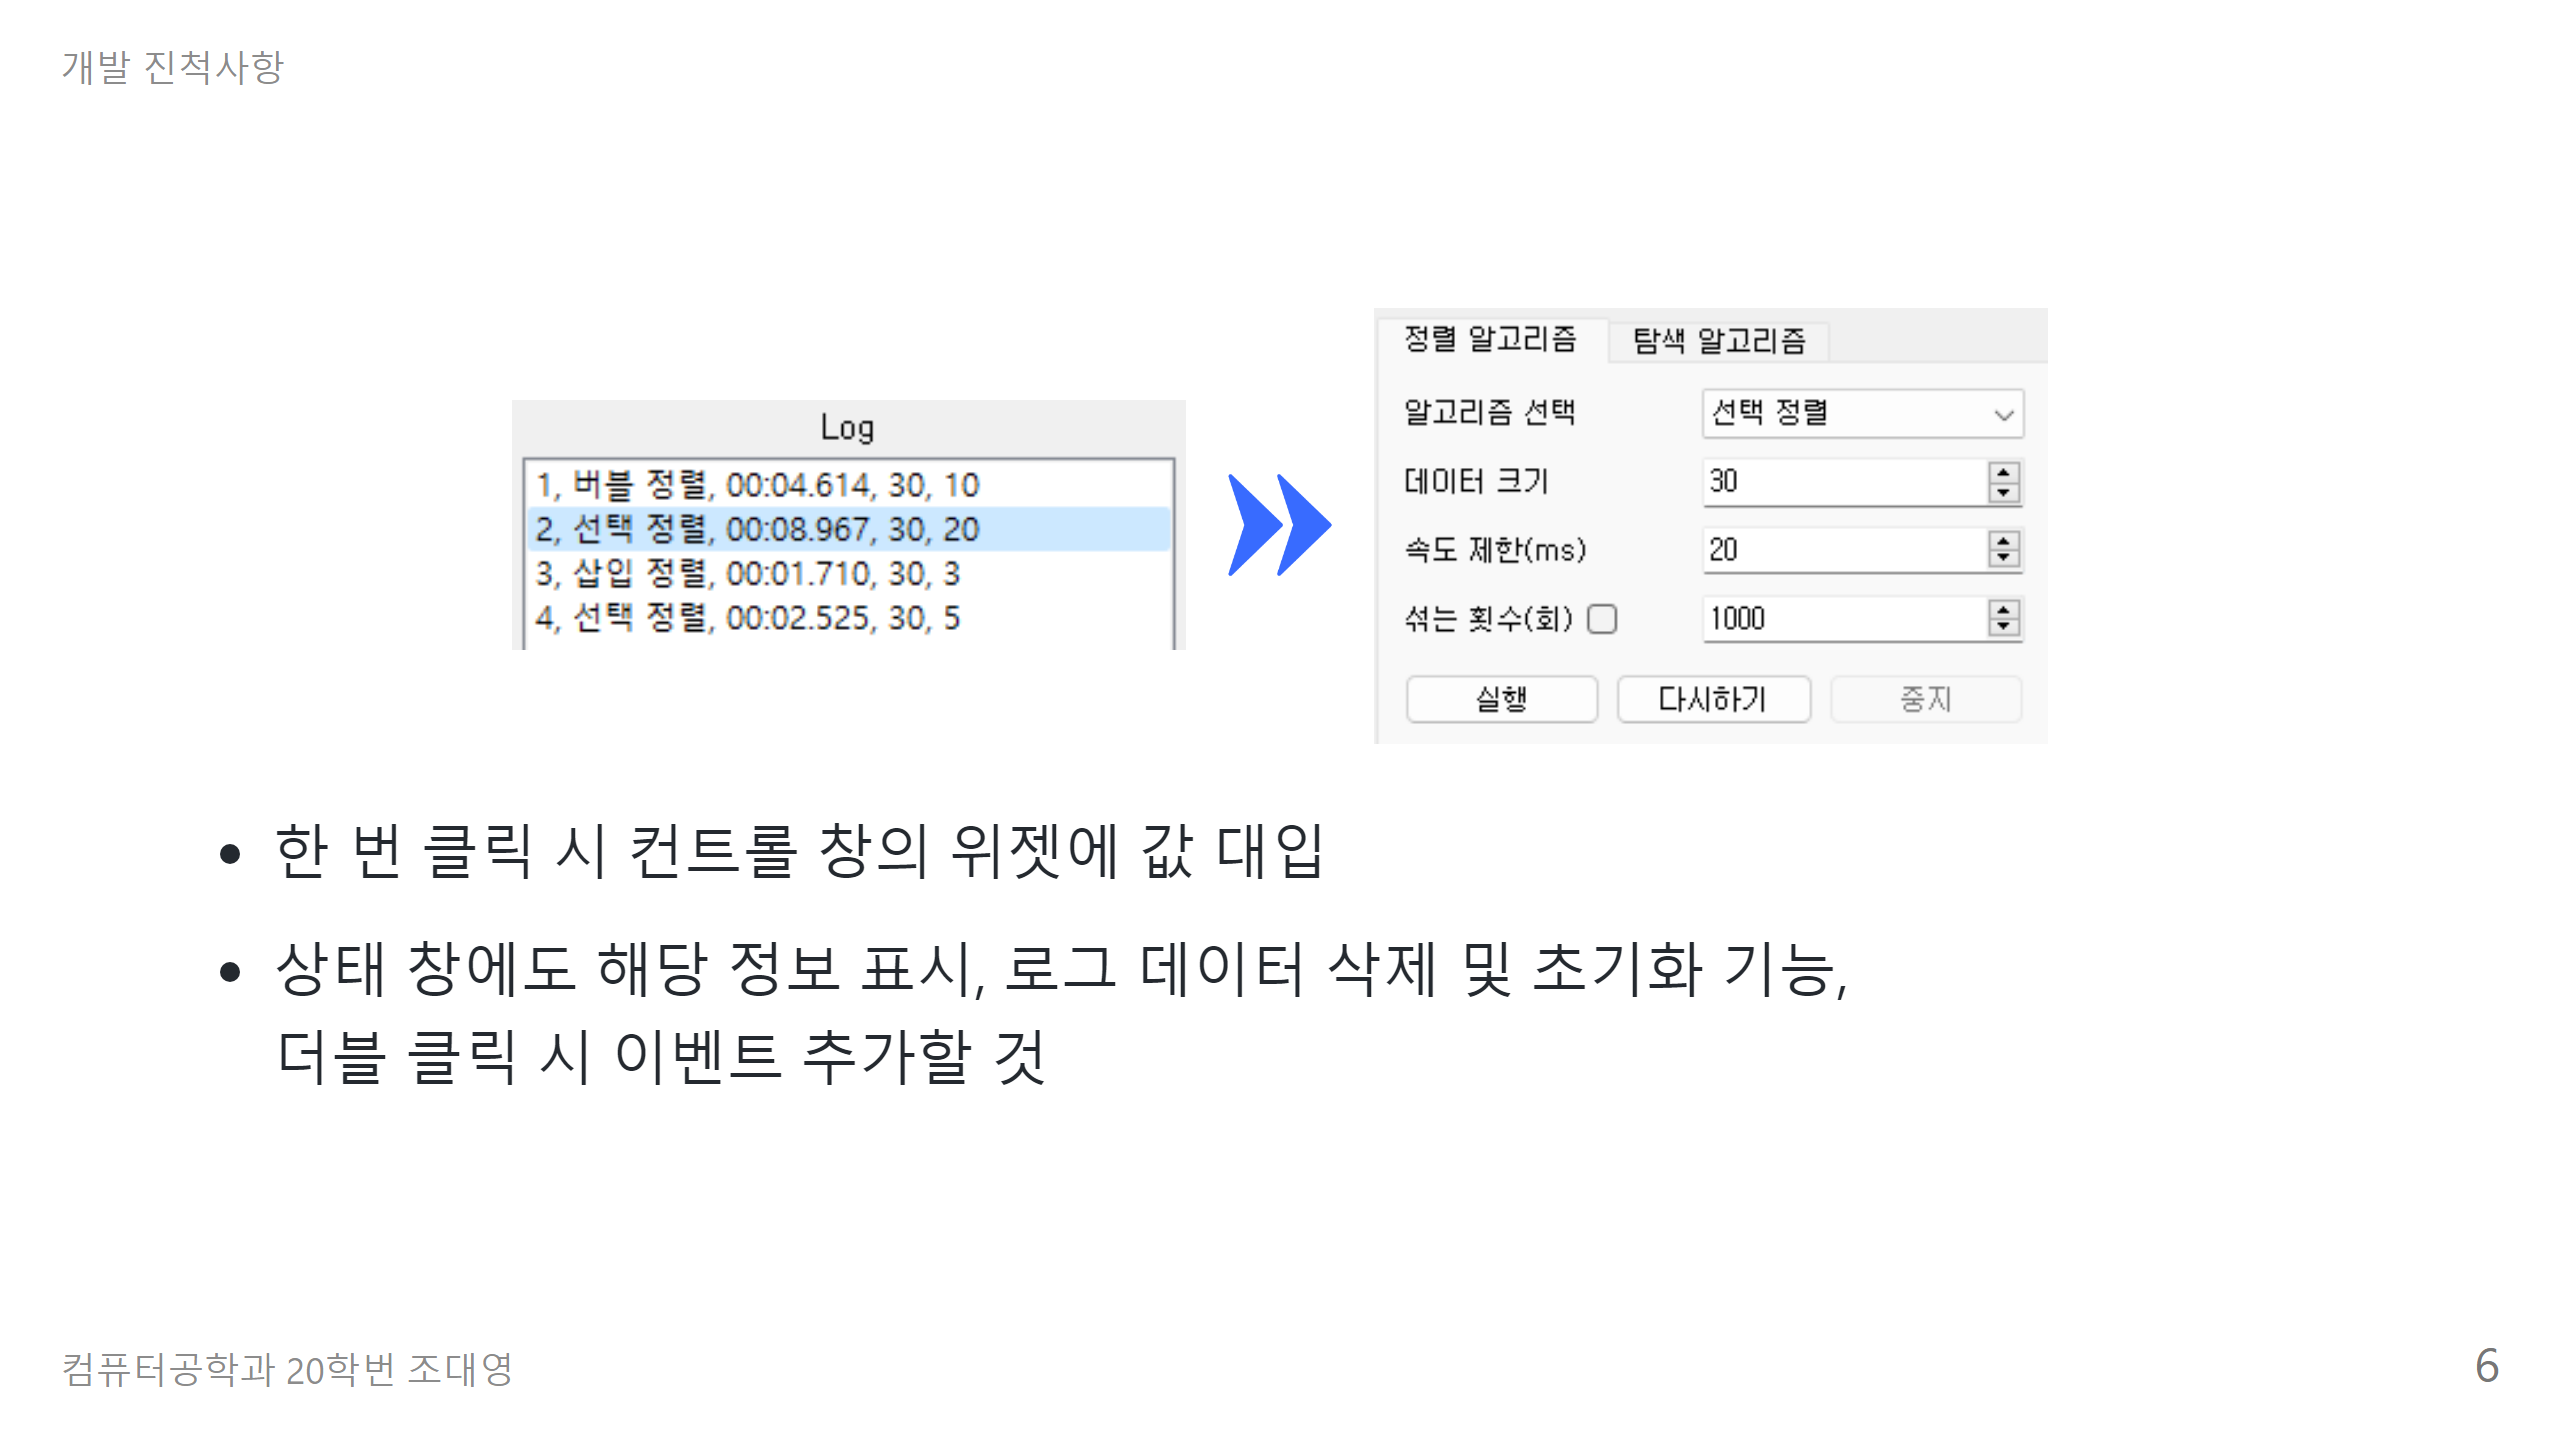 개발 진척사항
Log
1, 버블 정렬, 00:04.614, 30, 10
2, 선택 정렬, 00:08.967, 30, 20
3, 삽입 정렬, 00:01.710, 30, 3
4, 선택 정렬, 00:02.525, 30, 5
정렬 알고리즘 탐색 알고리즘
알고리즘 선택 선택 정렬
데이터 크기 30
속도 제한(ms) 20
섞는 횟수(회) 1000
실행 다시하기 중지
• 한 번 클릭 시 컨트롤 창의 위젯에 값 대입
• 상태 창에도 해당 정보 표시, 로그 데이터 삭제 및 초기화 기능,
더블 클릭 시 이벤트 추가할 것
컴퓨터공학과 20학번 조대영
6